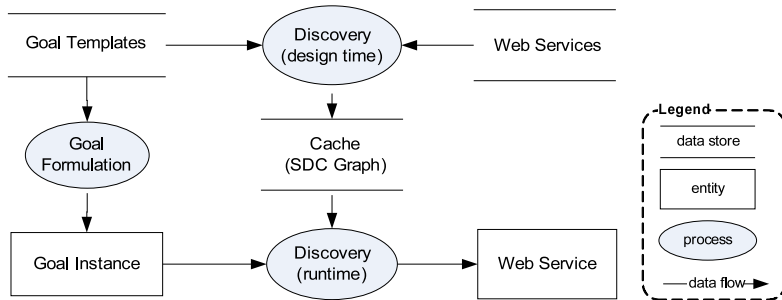 Goal Templates
Discovery
(design time)
Web Services
Goal
Formulation
Cache
(SDC Graph)
Goal Instance
Discovery
(runtime)
Web Service
Legend
data store
entity
process
data flow